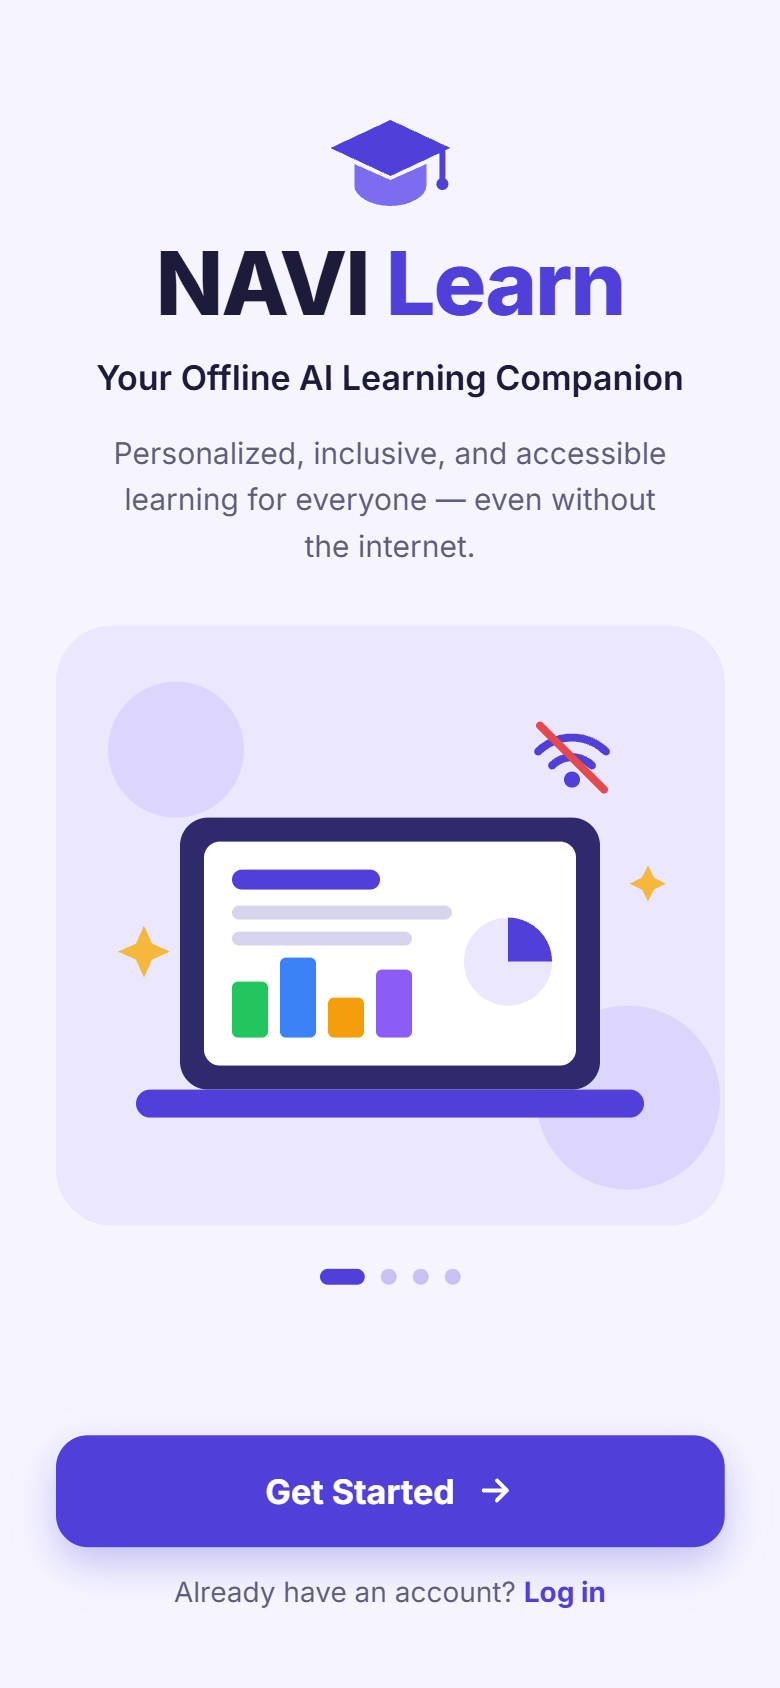 NAVI Learn
Your Offline AI Learning Companion
Personalized, inclusive, and accessible
learning for everyone — even without
the internet.
Get Started →
Already have an account? Log in